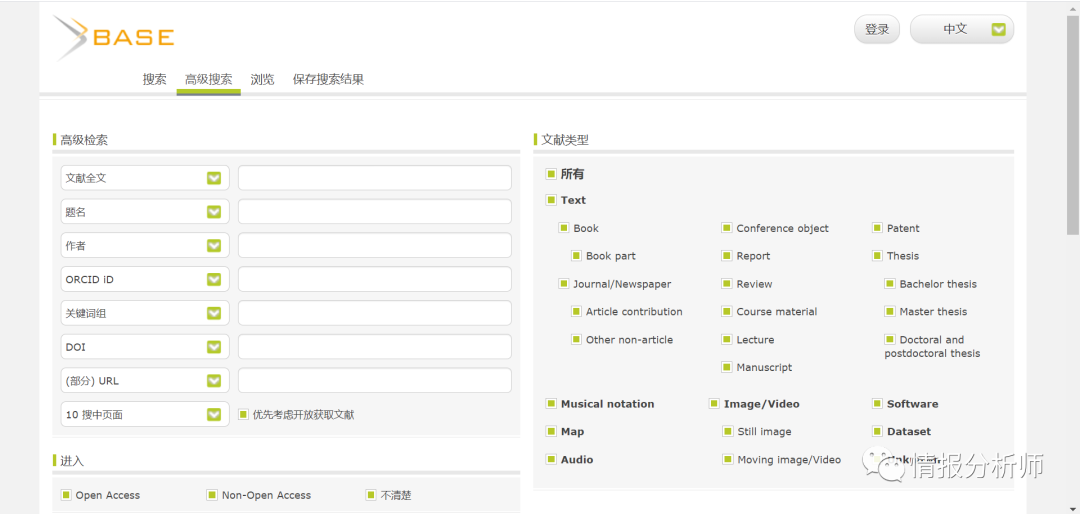 BASE
登录
中文
搜索 高级搜索 浏览 保存搜索结果
高级检索
文献全文
题名
作者
ORCID iD
关键词组
DOI
(部分) URL
10 搜中页面
优先考虑开放获取文献
进入
Open Access Non-Open Access 不清楚
文献类型
所有
Text
Book Conference object Patent
Book part Report Thesis
Journal/Newspaper Review Bachelor thesis
Article contribution Course material Master thesis
Other non-article Lecture Doctoral and
postdoctoral thesis
Manuscript
Musical notation Image/Video Software
Map Still image Dataset
Audio Moving image/Video
情报分析师